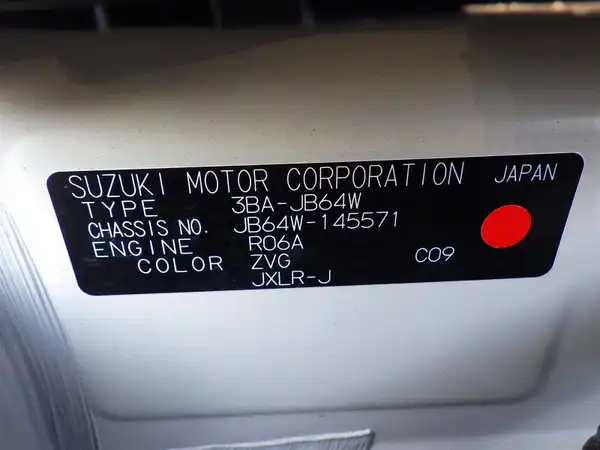 SUZUKI MOTOR CORPORATION JAPAN
TYPE 3BA-JB64W
CHASSIS NO. JB64W-145571
ENGINE R06A
COLOR ZVG C09
JXLR-J